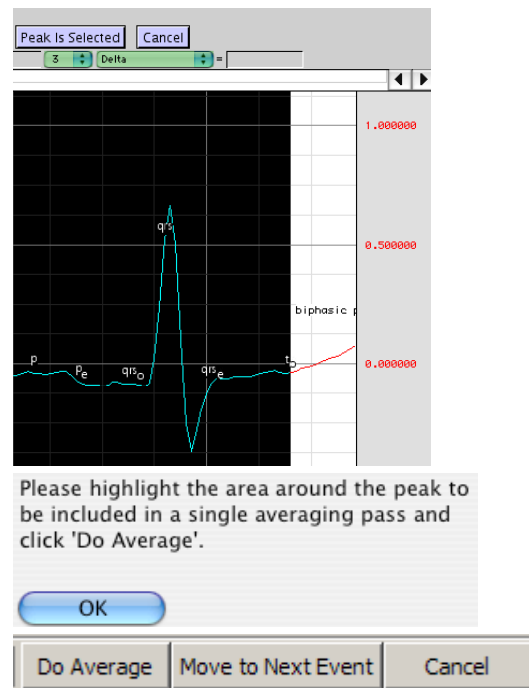 Peak Is Selected Cancel
3 Delta =
1.000000
qrs
0.500000
biphasic p
p pe qrso qrse to 0.000000
Please highlight the area around the peak to
be included in a single averaging pass and
click 'Do Average'.
OK
Do Average Move to Next Event Cancel